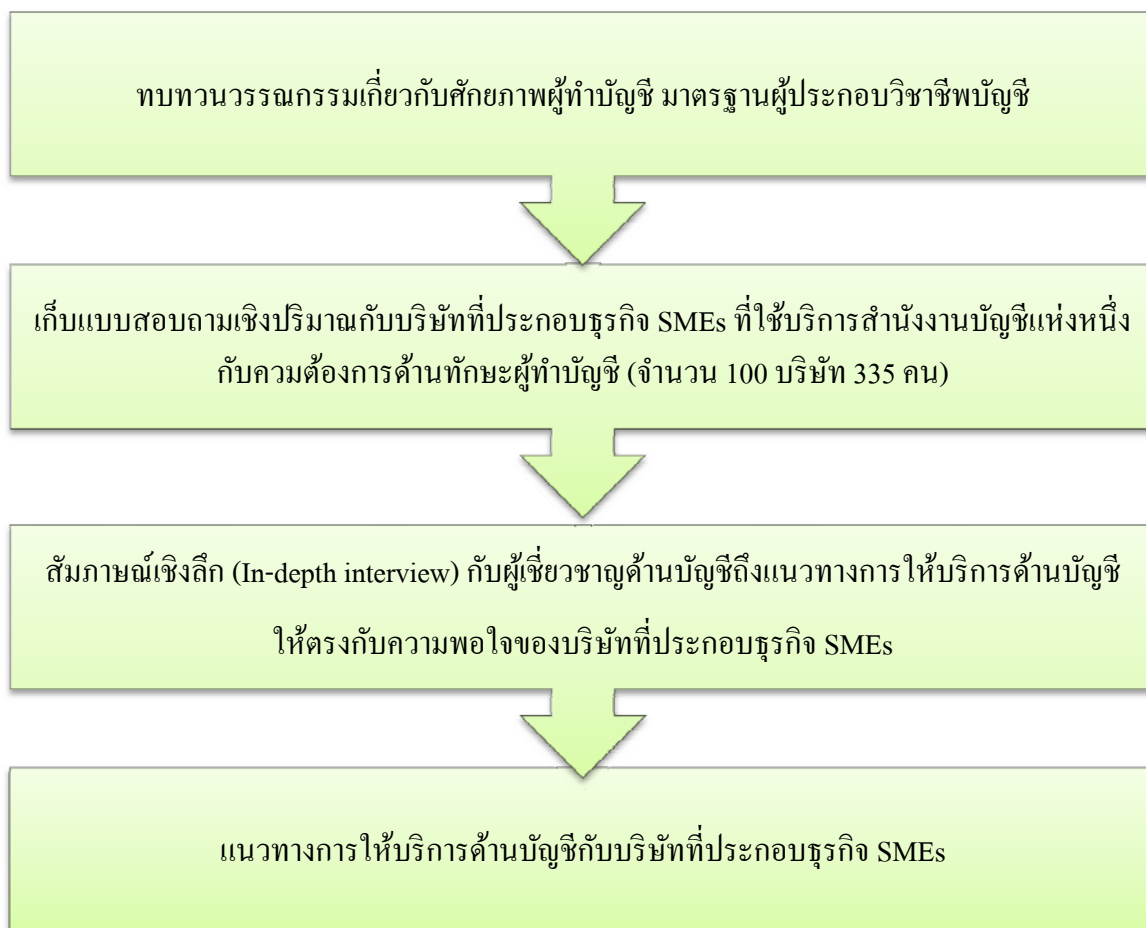 ทบทวนวรรณกรรมเกี่ยวกับศักยภาพผู้ทำบัญชี มาตรฐานผู้ประกอบวิชาชีพบัญชี
เก็บแบบสอบถามเชิงปริมาณกับบริษัทที่ประกอบธุรกิจ SMEs ที่ใช้บริการสำนังงานบัญชีแห่งหนึ่ง
กับควมต้องการด้านทักษะผู้ทำบัญชี (จำนวน 100 บริษัท 335 คน)
สัมภาษณ์เชิงลึก (In-depth interview) กับผู้เชี่ยวชาญด้านบัญชีถึงแนวทางการให้บริการด้านบัญชี
ให้ตรงกับความพอใจของบริษัทที่ประกอบธุรกิจ SMEs
แนวทางการให้บริการด้านบัญชีกับบริษัทที่ประกอบธุรกิจ SMEs